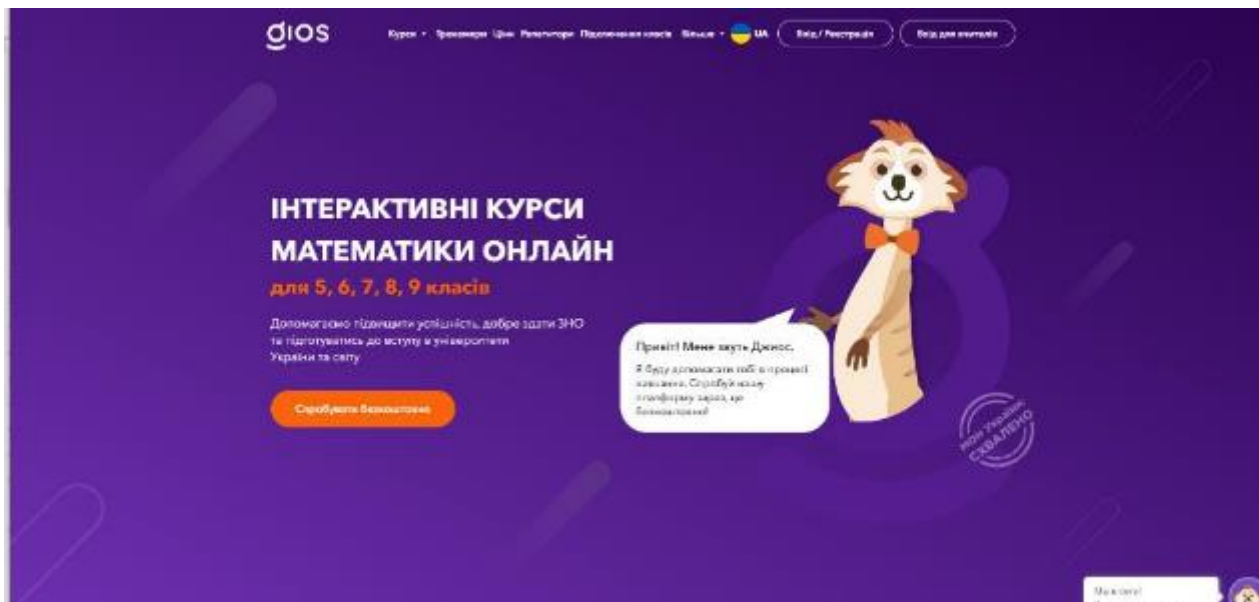 gios
Курси Тренажери Ціни Репетитори Підключення класів Більше UA Вхід / Реєстрація Вхід для вчителів
ІНТЕРАКТИВНІ КУРСИ
МАТЕМАТИКИ ОНЛАЙН
для 5, 6, 7, 8, 9 класів
Допомагаємо підвищити успішність, добре здати ЗНО
та підготуватись до вступу в університети
України та світу
Привіт! Мене звуть Джиос.
Я буду допомагати тобі в процесі
навчання. Спробуй нашу
платформу зараз, це
безкоштовно!
Спробувати безкоштовно
МОН України
СХВАЛЕНО